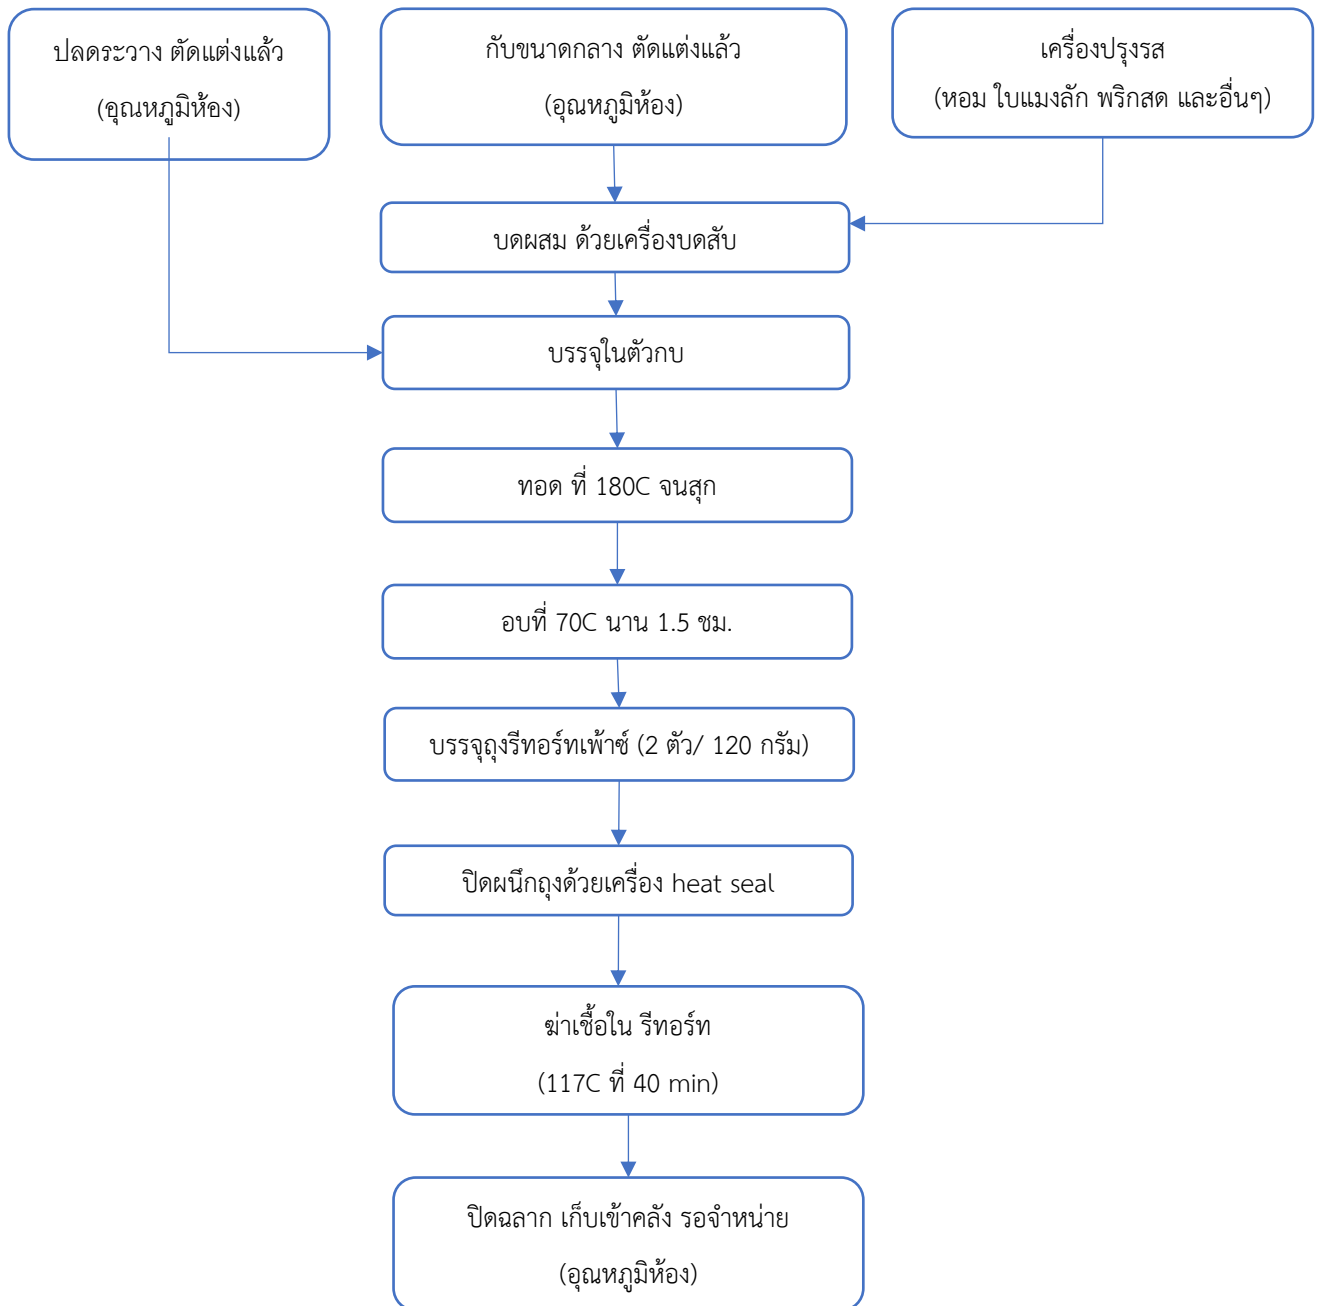 ปลดระวาง ตัดแต่งแล้ว
(อุณหภูมิห้อง)
กับขนาดกลาง ตัดแต่งแล้ว
(อุณหภูมิห้อง)
เครื่องปรุงรส
(หอม ใบแมงลัก พริกสด และอื่นๆ)
บดผสม ด้วยเครื่องบดสับ
บรรจุในตัวกบ
ทอด ที่ 180C จนสุก
อบที่ 70C นาน 1.5 ชม.
บรรจุถุงรีทอร์ทเพ้าซ์ (2 ตัว/ 120 กรัม)
ปิดผนึกถุงด้วยเครื่อง heat seal
ฆ่าเชื้อใน รีทอร์ท
(117C ที่ 40 min)
ปิดฉลาก เก็บเข้าคลัง รอจำหน่าย
(อุณหภูมิห้อง)